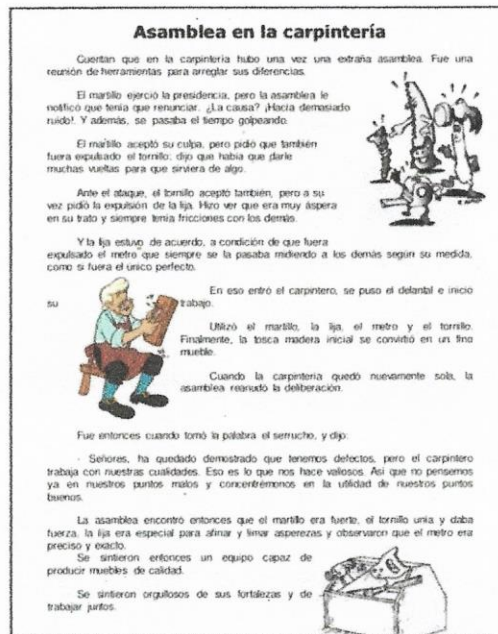 Asamblea en la carpintería
Cuentan que en la carpintería hubo una vez una extraña asamblea. Fue una
reunión de herramientas para arreglar sus diferencias.
El martillo ejerció la presidencia, pero la asamblea le
notificó que tenía que renunciar. ¿La causa? ¡Hacía demasiado
ruido!. Y además, se pasaba el tiempo golpeando.
El martillo aceptó su culpa, pero pidió que también
fuera expulsado el tornillo; dijo que había que darle
muchas vueltas para que sirviera de algo.
Ante el ataque, el tornillo aceptó también, pero a su
vez pidió la expulsión de la lija. Hizo ver que era muy áspera
en su trato y siempre tenía fricciones con los demás.
Y la lija estuvo de acuerdo, a condición de que fuera
expulsado el metro que siempre se la pasaba midiendo a los demás según su medida,
como si fuera el único perfecto.
En eso entró el carpintero, se puso el delantal e inicio
su trabajo.
Utilizó el martillo, la lija, el metro y el tornillo.
Finalmente, la tosca madera inicial se convirtió en un fino
mueble.
Cuando la carpintería quedó nuevamente sola, la
asamblea reanudó la deliberación.
Fue entonces cuando tomó la palabra el serrucho, y dijo:
- Señores, ha quedado demostrado que tenemos defectos, pero el carpintero
trabaja con nuestras cualidades. Eso es lo que nos hace valiosos. Así que no pensemos
ya en nuestros puntos malos y concentrémonos en la utilidad de nuestros puntos
buenos.
La asamblea encontró entonces que el martillo era fuerte, el tornillo unía y daba
fuerza, la lija era especial para afinar y limar asperezas y observaron que el metro era
preciso y exacto.
Se sintieron entonces un equipo capaz de
producir muebles de calidad.
Se sintieron orgullosos de sus fortalezas y de
trabajar juntos.